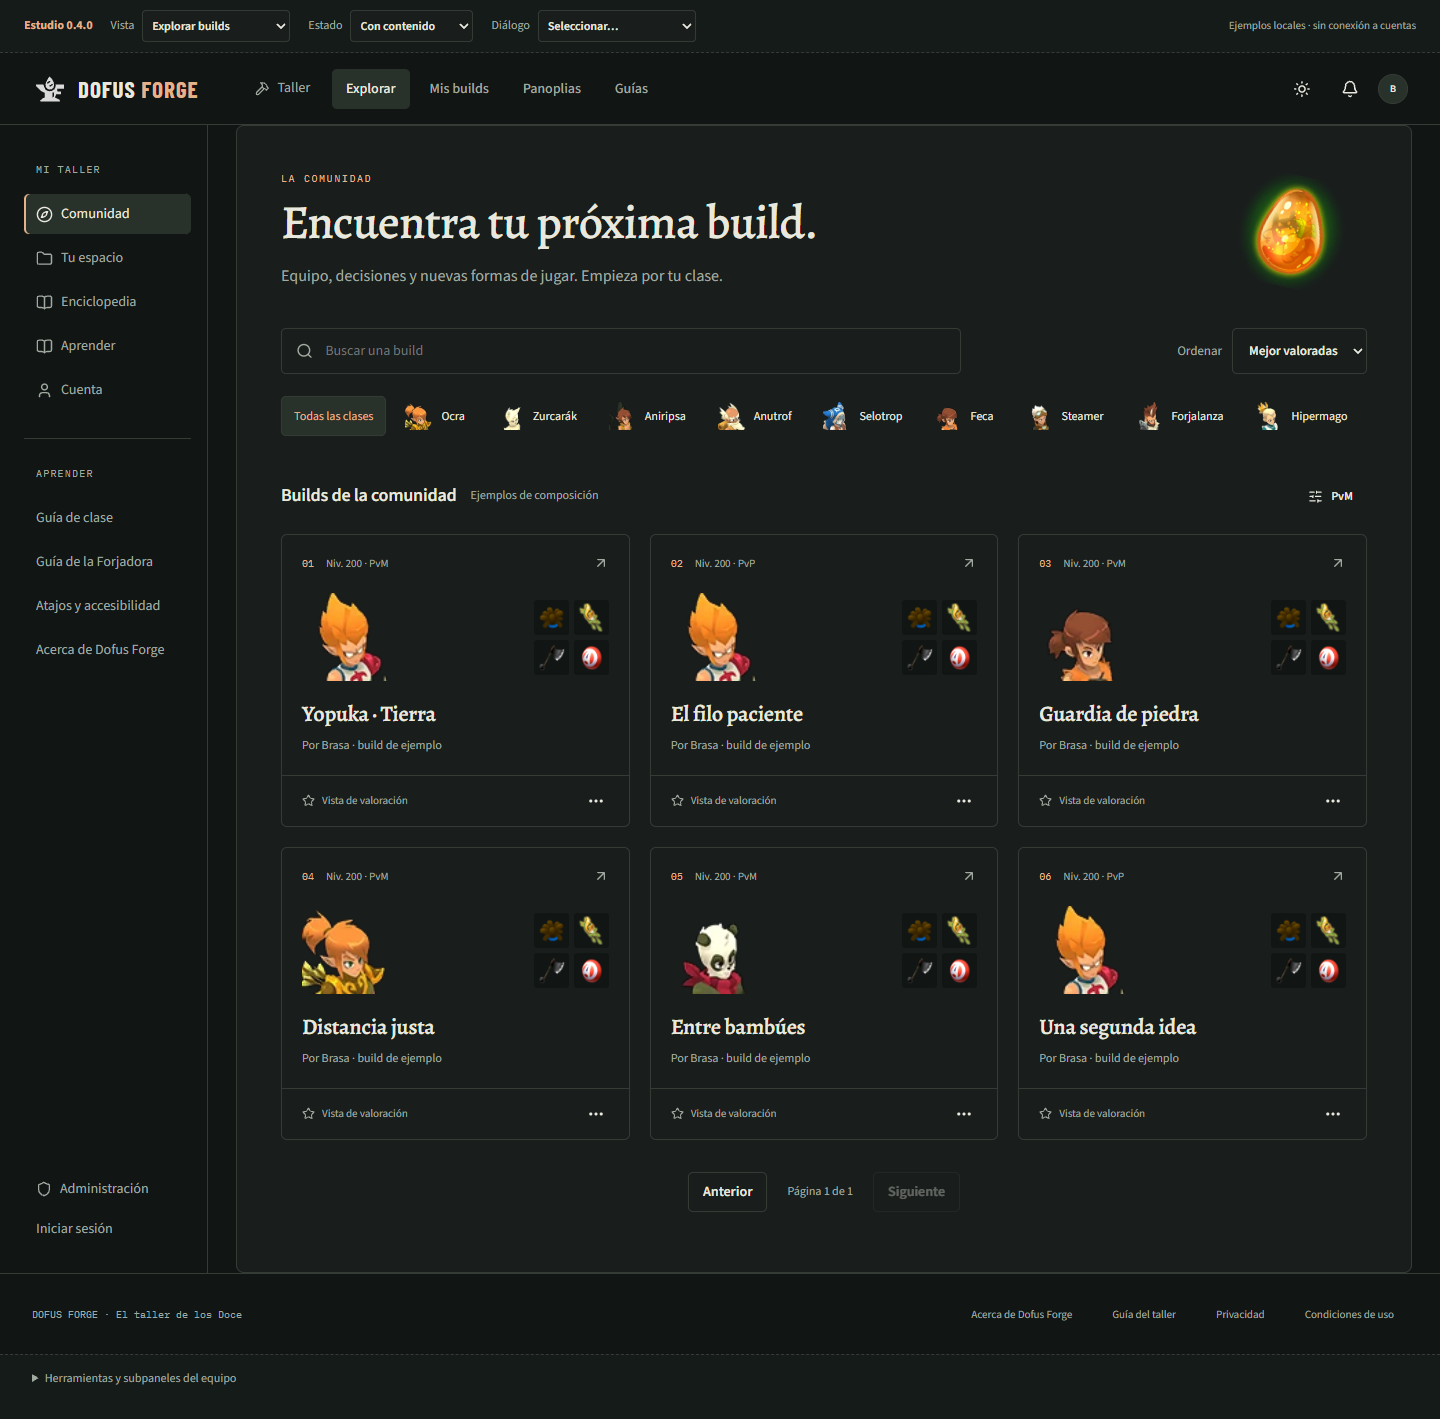 Estudio 0.4.0 Vista Explorar builds Estado Con contenido Diálogo Seleccionar... Ejemplos locales · sin conexión a cuentas
DOFUS FORGE Taller Explorar Mis builds Panoplias Guías B
MI TALLER
Comunidad
Tu espacio
Enciclopedia
Aprender
Cuenta
APRENDER
Guía de clase
Guía de la Forjadora
Atajos y accesibilidad
Acerca de Dofus Forge
Administración
Iniciar sesión
LA COMUNIDAD
Encuentra tu próxima build.
Equipo, decisiones y nuevas formas de jugar. Empieza por tu clase.
Buscar una build Ordenar Mejor valoradas
Todas las clases Ocra Zurcarák Aniripsa Anutrof Selotrop Feca Steamer Forjalanza Hipermago
Builds de la comunidad Ejemplos de composición PvM
01 Niv. 200 · PvM
Yopuka · Tierra
Por Brasa · build de ejemplo
Vista de valoración
02 Niv. 200 · PvP
El filo paciente
Por Brasa · build de ejemplo
Vista de valoración
03 Niv. 200 · PvM
Guardia de piedra
Por Brasa · build de ejemplo
Vista de valoración
04 Niv. 200 · PvM
Distancia justa
Por Brasa · build de ejemplo
Vista de valoración
05 Niv. 200 · PvM
Entre bambúes
Por Brasa · build de ejemplo
Vista de valoración
06 Niv. 200 · PvP
Una segunda idea
Por Brasa · build de ejemplo
Vista de valoración
Anterior Página 1 de 1 Siguiente
DOFUS FORGE · El taller de los Doce Acerca de Dofus Forge Guía del taller Privacidad Condiciones de uso
Herramientas y subpaneles del equipo